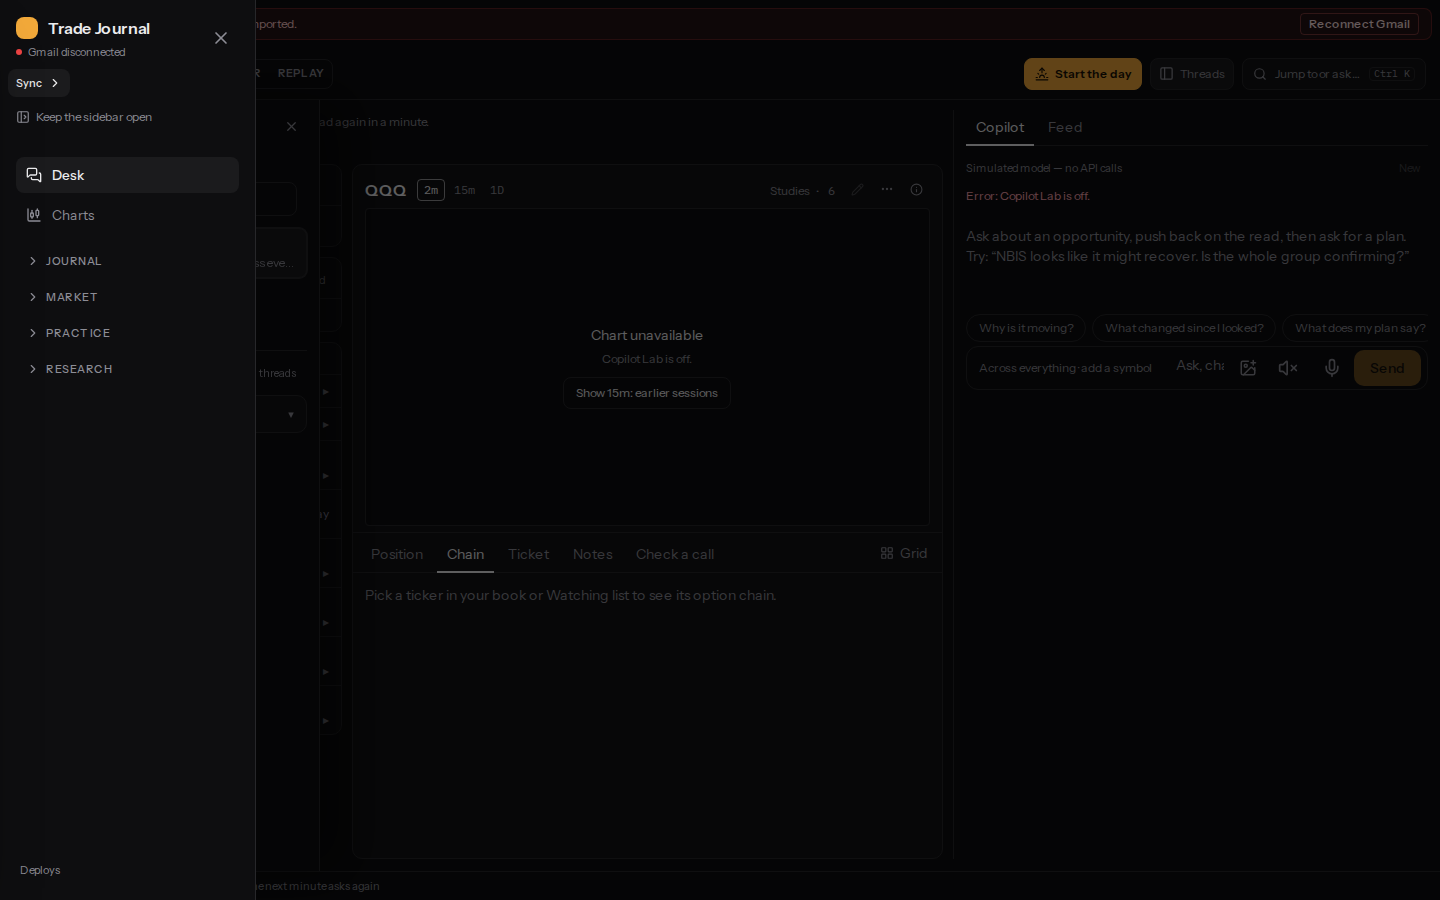 Trade Journal
Gmail disconnected
Sync
Keep the sidebar open
Desk
Charts
JOURNAL
MARKET
PRACTICE
RESEARCH
Deploys
mported.
Reconnect Gmail
R REPLAY
Start the day
Threads
Jump to or ask...
Ctrl K
ad again in a minute.
ss eve...
d
threads
ay
QQQ 2m 15m 1D
Studies · 6
Chart unavailable
Copilot Lab is off.
Show 15m: earlier sessions
Position Chain Ticket Notes Check a call
Grid
Pick a ticker in your book or Watching list to see its option chain.
Copilot Feed
Simulated model — no API calls
New
Error: Copilot Lab is off.
Ask about an opportunity, push back on the read, then ask for a plan.
Try: “NBIS looks like it might recover. Is the whole group confirming?”
Why is it moving?
What changed since I looked?
What does my plan say?
Across everything · add a symbol
Ask, cha
Send
he next minute asks again